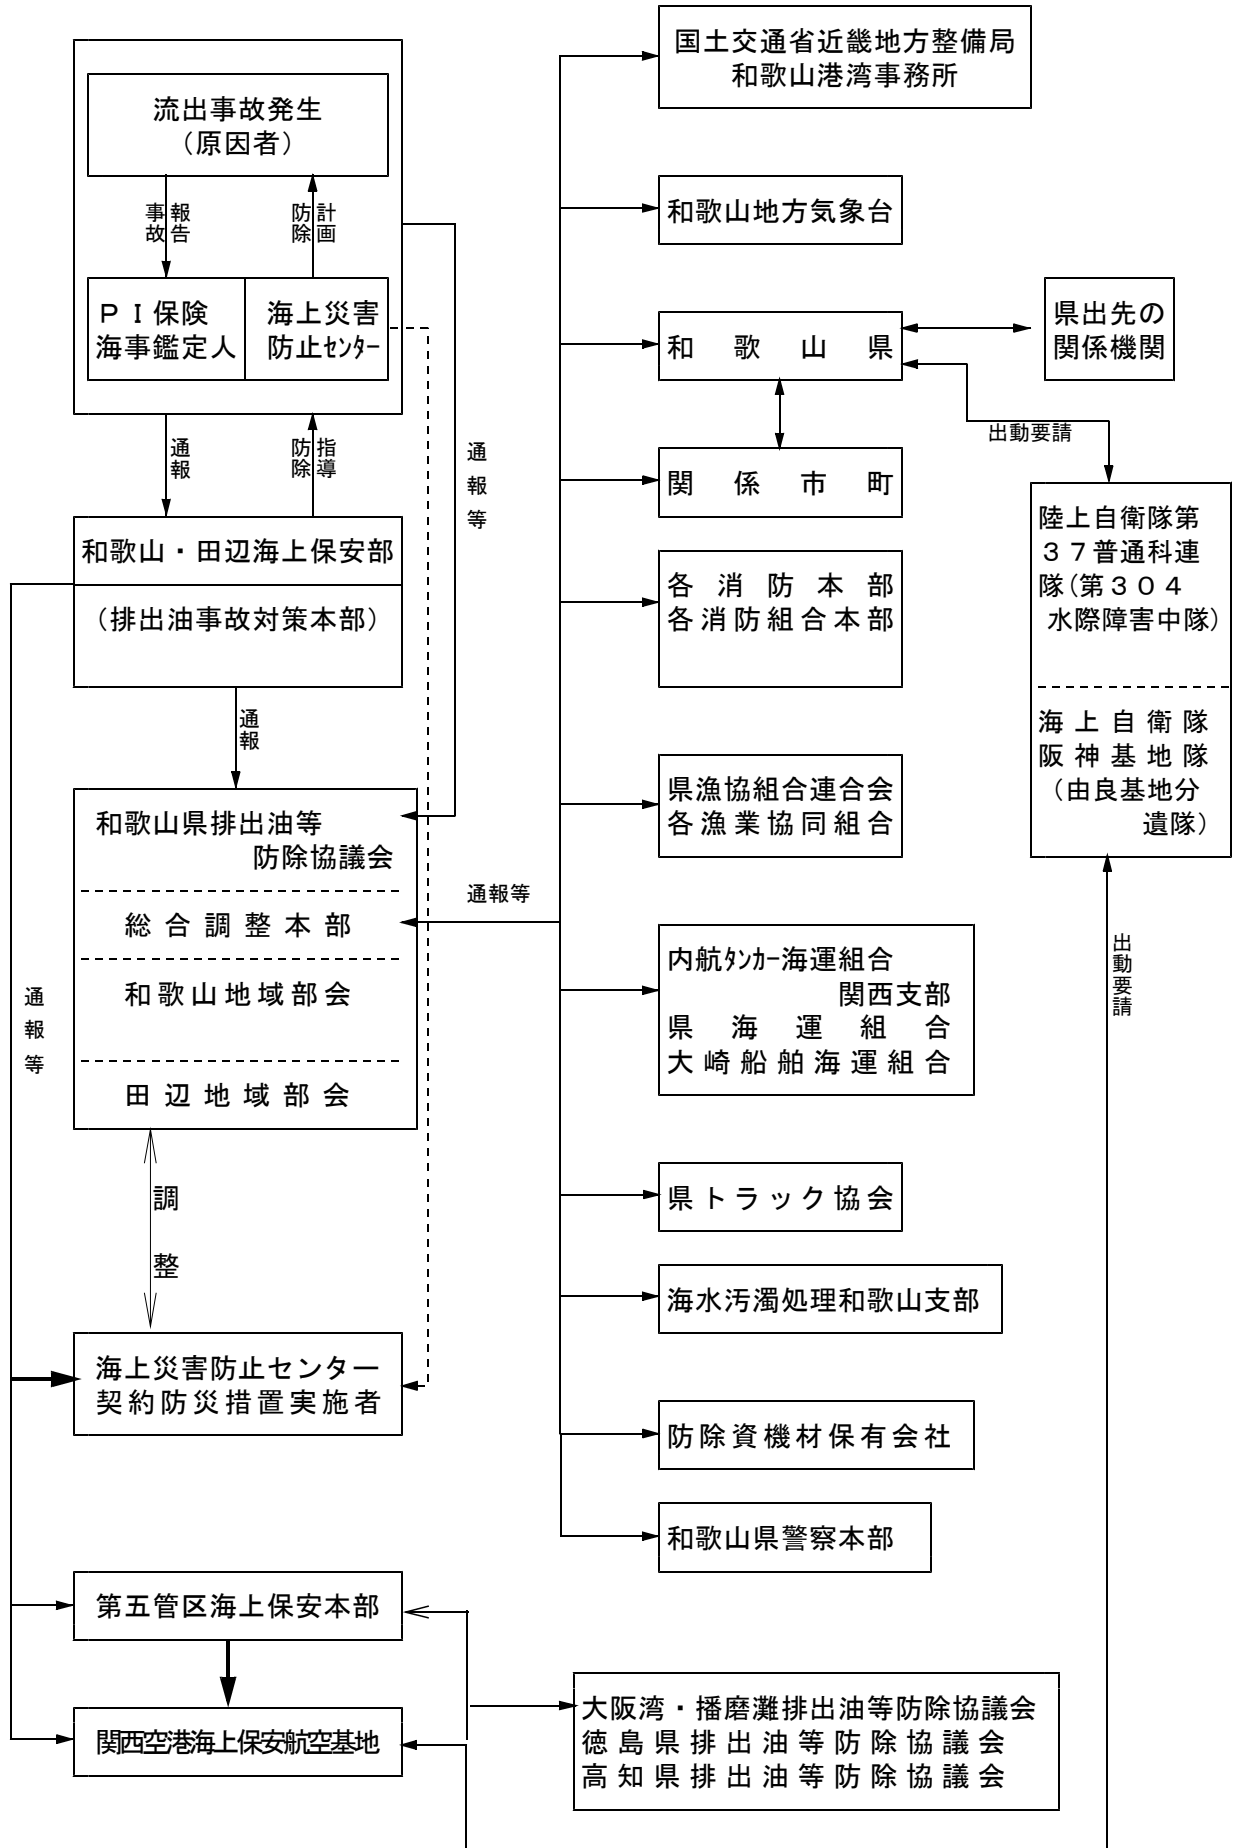 流出事故発生
（原因者）
事故報告
防除計画
ＰＩ保険
海事鑑定人
海上災害
防止ｾﾝﾀｰ
通報
防除指導
通報等
和歌山・田辺海上保安部
（排出油事故対策本部）
通報
和歌山県排出油等
防除協議会
総合調整本部
和歌山地域部会
田辺地域部会
通報等
通報等
調整
海上災害防止センター
契約防災措置実施者
第五管区海上保安本部
関西空港海上保安航空基地
国土交通省近畿地方整備局
和歌山港湾事務所
和歌山地方気象台
和歌山県
関係市町
各消防本部
各消防組合本部
県漁協組合連合会
各漁業協同組合
内航ﾀﾝｶｰ海運組合
関西支部
県海運組合
大崎船舶海運組合
県トラック協会
海水汚濁処理和歌山支部
防除資機材保有会社
和歌山県警察本部
大阪湾・播磨灘排出油等防除協議会
徳島県排出油等防除協議会
高知県排出油等防除協議会
県出先の
関係機関
出動要請
陸上自衛隊第
３７普通科連
隊（第３０４
水際障害中隊）
海上自衛隊
阪神基地隊
（由良基地分
遺隊）
出動要請